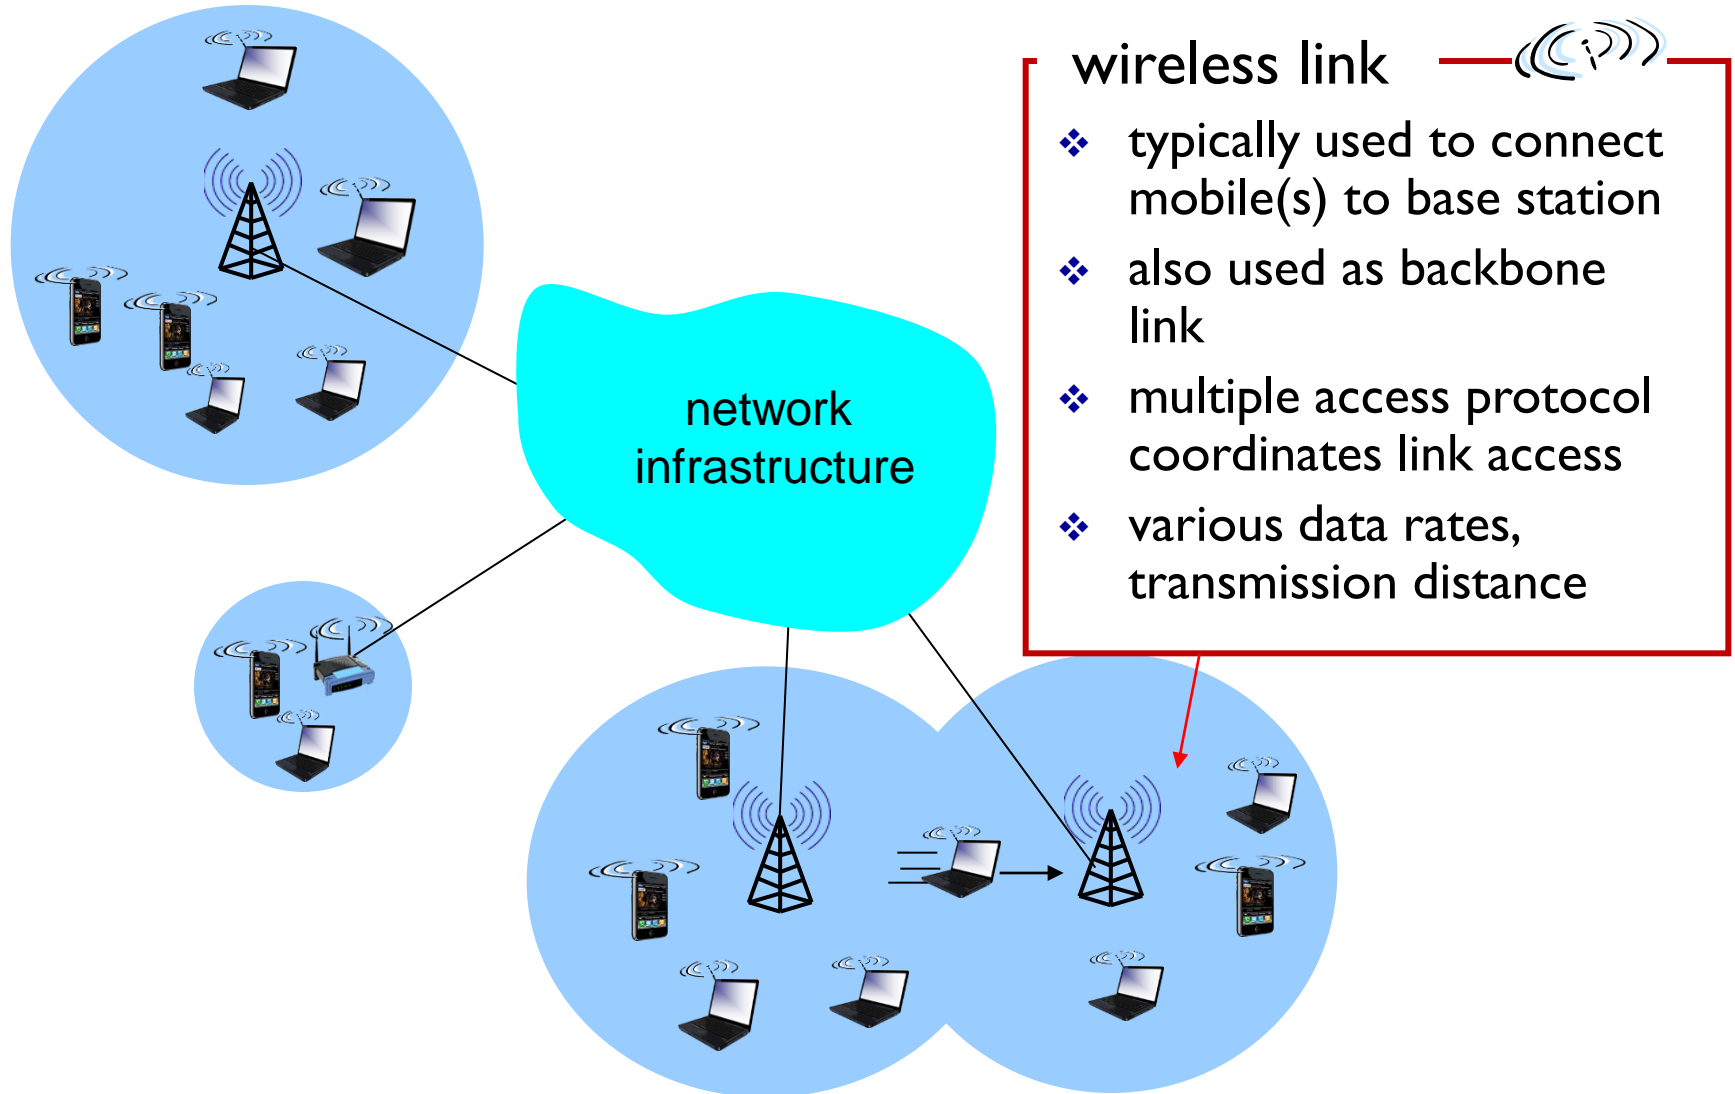 wireless link
❖ typically used to connect
mobile(s) to base station
❖ also used as backbone
link
❖ multiple access protocol
coordinates link access
❖ various data rates,
transmission distance
network
infrastructure